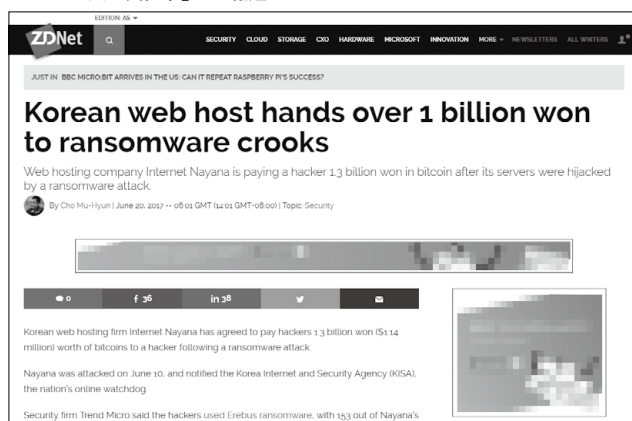 EDITION: AS
ZDNet
SECURITY CLOUD STORAGE CXO HARDWARE MICROSOFT INNOVATION MORE NEWSLETTERS ALL WRITERS
JUST IN BBC MICRO:BIT ARRIVES IN THE US: CAN IT REPEAT RASPBERRY PI'S SUCCESS?
Korean web host hands over 1 billion won
to ransomware crooks
Web hosting company Internet Nayana is paying a hacker 1.3 billion won in bitcoin after its servers were hijacked
by a ransomware attack.
By Cho Mu-Hyun | June 20, 2017 -- 06:01 GMT (14:01 GMT+08:00) | Topic: Security
0 f 36 in 38
Korean web hosting firm Internet Nayana has agreed to pay hackers 1.3 billion won ($1.14
million) worth of bitcoins to a hacker following a ransomware attack.
Nayana was attacked on June 10, and notified the Korea Internet and Security Agency (KISA),
the nation's online watchdog.
Security firm Trend Micro said the hackers used Erebus ransomware, with 153 out of Nayana's